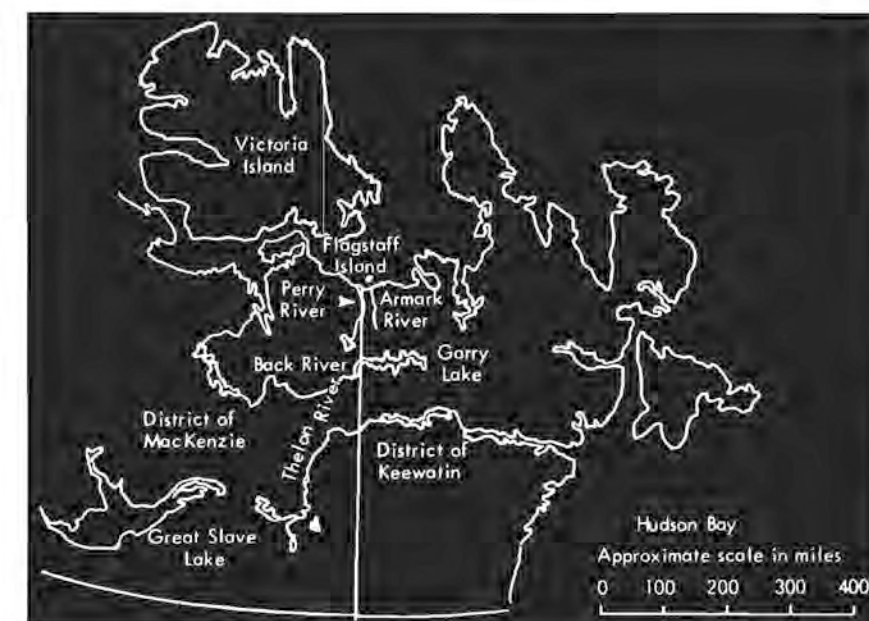 Victoria
Island
Flagstaff
Island
Perry
River
Armark
River
Back River
Garry
Lake
Thelon River
District of
MacKenzie
District of
Keewatin
Great Slave
Lake
Hudson Bay
Approximate scale in miles
0 100 200 300 400